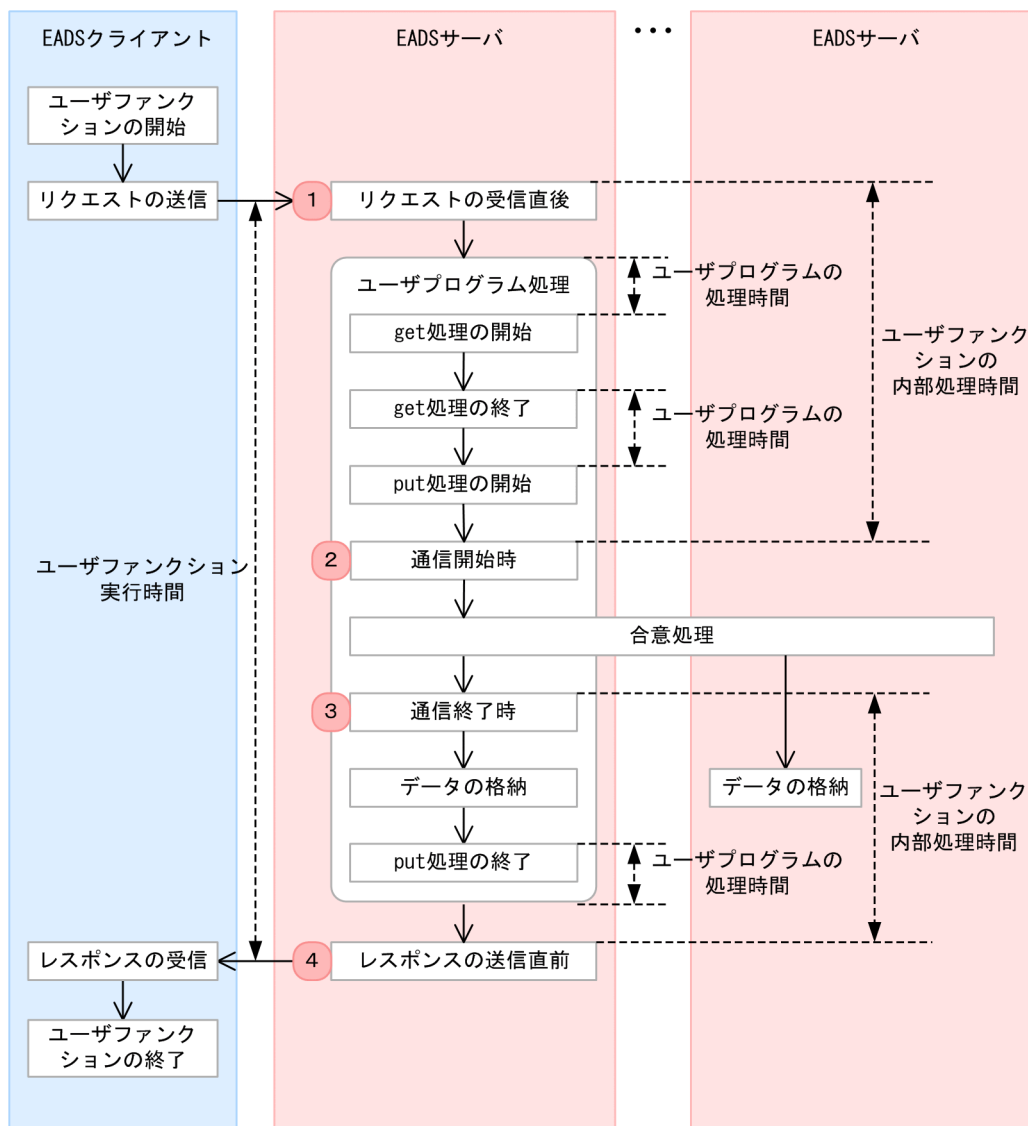 EADSクライアント
EADSサーバ
...
EADSサーバ
ユーザファンク
ションの開始
リクエストの送信
1
リクエストの受信直後
ユーザプログラム処理
ユーザプログラムの
処理時間
get処理の開始
ユーザファンク
ションの
内部処理時間
get処理の終了
ユーザプログラムの
処理時間
put処理の開始
2
通信開始時
ユーザファンクション
実行時間
合意処理
3
通信終了時
データの格納
データの格納
ユーザファンク
ションの
内部処理時間
put処理の終了
ユーザプログラムの
処理時間
レスポンスの受信
4
レスポンスの送信直前
ユーザファンク
ションの終了